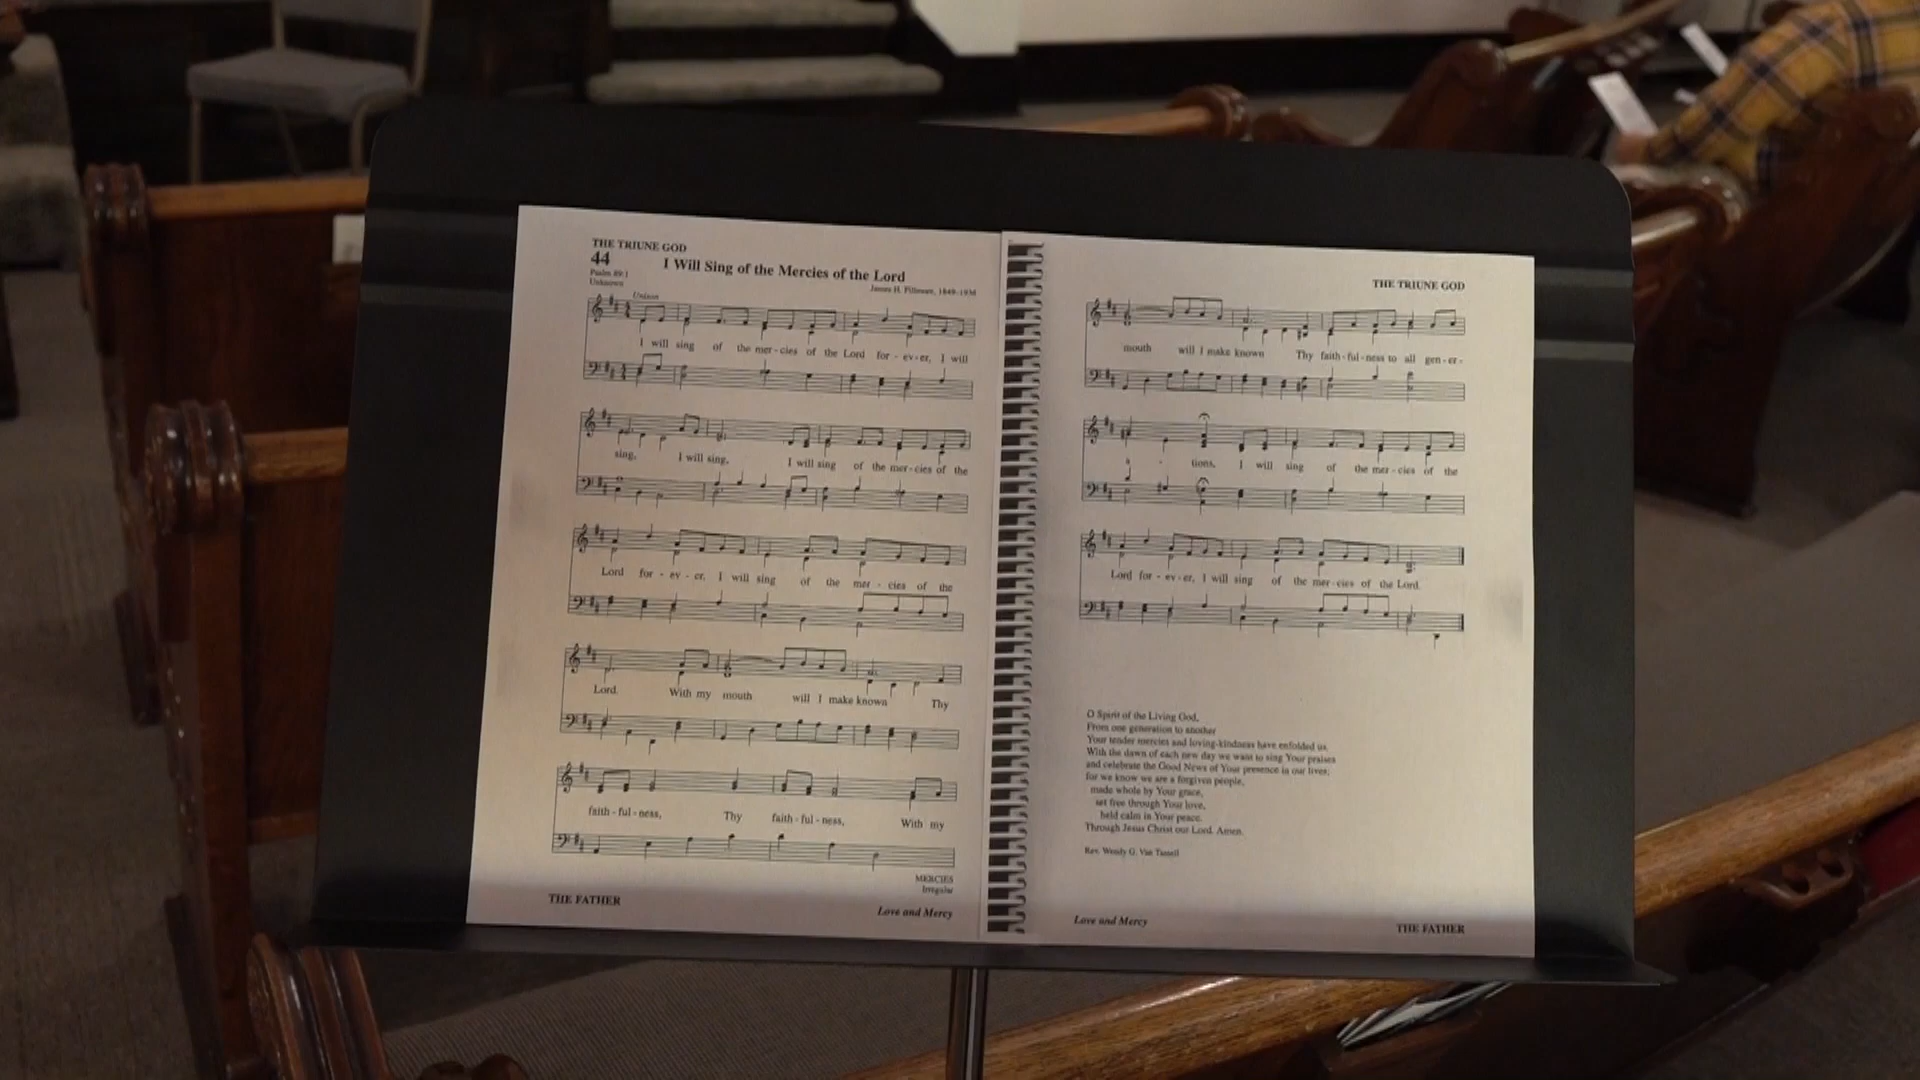 THE TRIUNE GOD
44
I Will Sing of the Mercies of the Lord
Psalm 89:1
Unknown
James H. Fillmore, 1849-1936
Unison
I will sing of the mer - cies of the Lord for - ev - er, I will
sing, I will sing, I will sing of the mer - cies of the
Lord for - ev - er, I will sing of the mer - cies of the
Lord. With my mouth will I make known Thy
faith - ful - ness, Thy faith - ful - ness, With my
MERCIES
Irregular
THE FATHER
Love and Mercy
THE TRIUNE GOD
mouth will I make known Thy faith - ful - ness to all gen - er -
a - tions, I will sing of the mer - cies of the
Lord for - ev - er, I will sing of the mer - cies of the Lord.
O Spirit of the Living God,
From one generation to another
Your tender mercies and loving-kindness have enfolded us.
With the dawn of each new day we want to sing Your praises
and celebrate the Good News of Your presence in our lives;
for we know we are a forgiven people,
made whole by Your grace,
set free through Your love,
held calm in Your peace.
Through Jesus Christ our Lord. Amen.
Rev. Wendy G. Van Tassell
Love and Mercy
THE FATHER